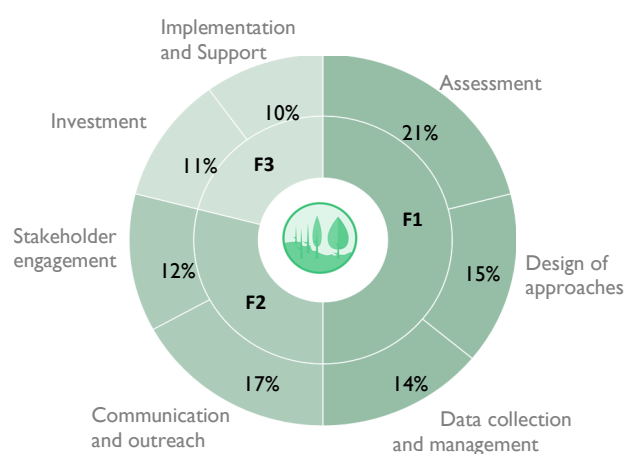 Implementation
and Support
Assessment
10%
21%
Investment
11%
F3
F1
Stakeholder
engagement
12%
15%
Design of
approaches
F2
17%
14%
Communication
and outreach
Data collection
and management